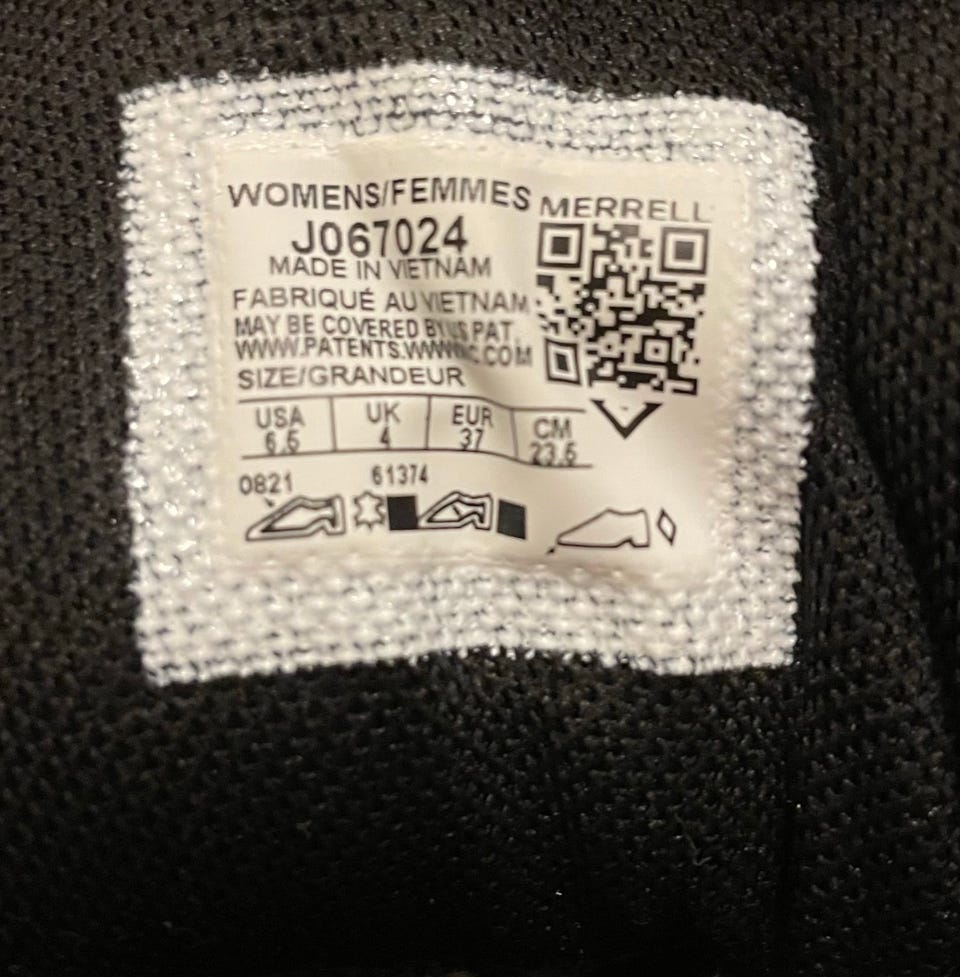 WOMENS/FEMMES
MERRELL
J067024
MADE IN VIETNAM
FABRIQUÉ AU VIETNAM
MAY BE COVERED BY US PAT.
SIZE/GRANDEUR
USA UK EUR CM
6.5 4 37 23.5
0821 61374